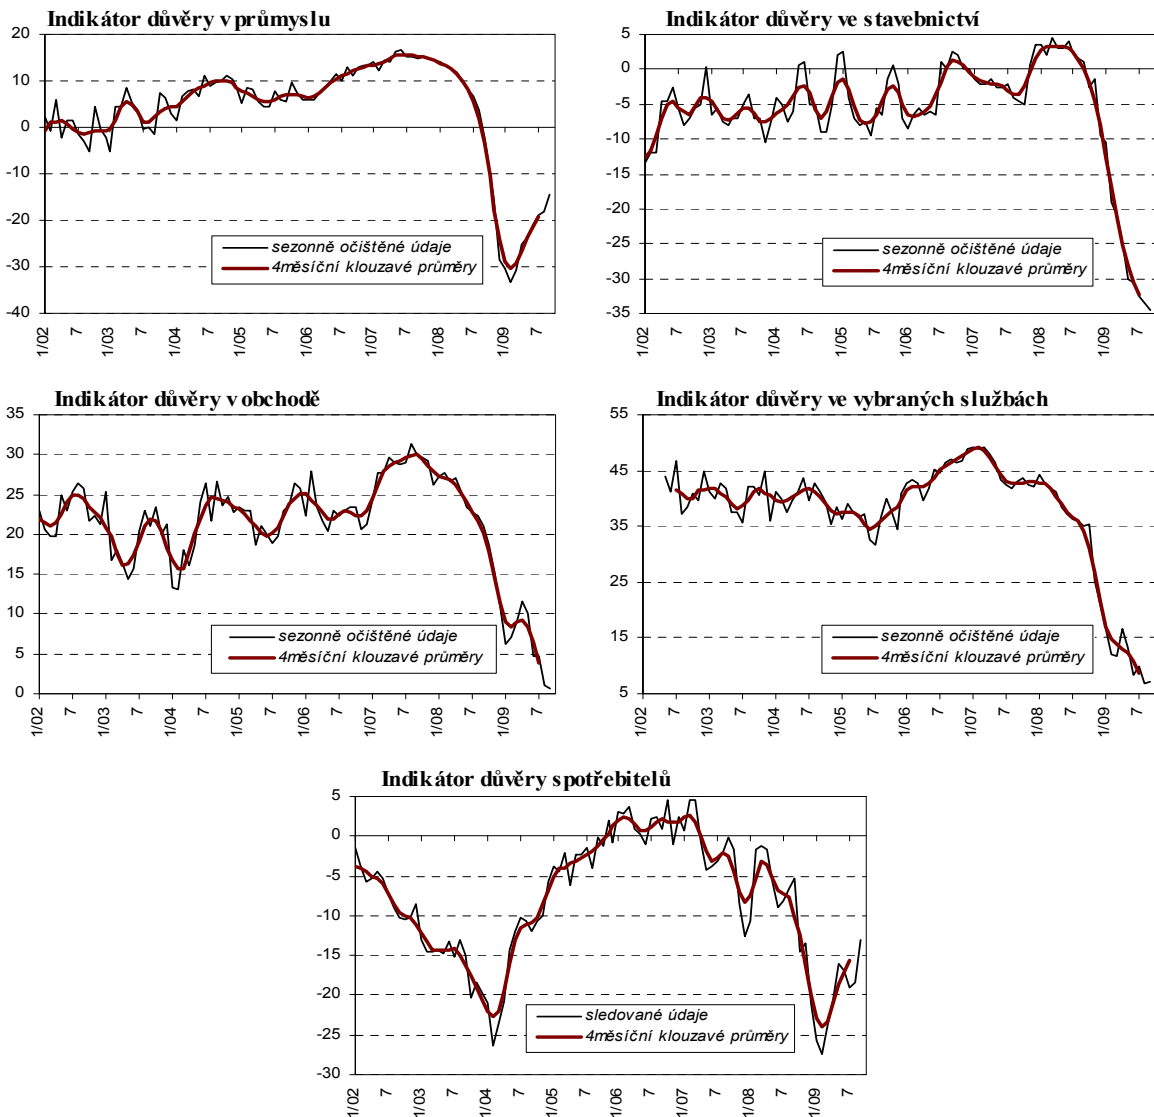 Indikátor důvěry v průmyslu
20
10
0
-10
-20
-30
-40
sezonně očištěné údaje
4měsíční klouzavé průměry
1/02 7 1/03 7 1/04 7 1/05 7 1/06 7 1/07 7 1/08 7 1/09 7
Indikátor důvěry ve stavebnictví
5
0
-5
-10
-15
-20
-25
-30
-35
sezonně očištěné údaje
4měsíční klouzavé průměry
1/02 7 1/03 7 1/04 7 1/05 7 1/06 7 1/07 7 1/08 7 1/09 7
Indikátor důvěry v obchodě
35
30
25
20
15
10
5
0
sezonně očištěné údaje
4měsíční klouzavé průměry
1/02 7 1/03 7 1/04 7 1/05 7 1/06 7 1/07 7 1/08 7 1/09 7
Indikátor důvěry ve vybraných službách
55
45
35
25
15
5
sezonně očištěné údaje
4měsíční klouzavé průměry
1/02 7 1/03 7 1/04 7 1/05 7 1/06 7 1/07 7 1/08 7 1/09 7
Indikátor důvěry spotřebitelů
5
0
-5
-10
-15
-20
-25
-30
sledované údaje
4měsíční klouzavé průměry
1/02 7 1/03 7 1/04 7 1/05 7 1/06 7 1/07 7 1/08 7 1/09 7